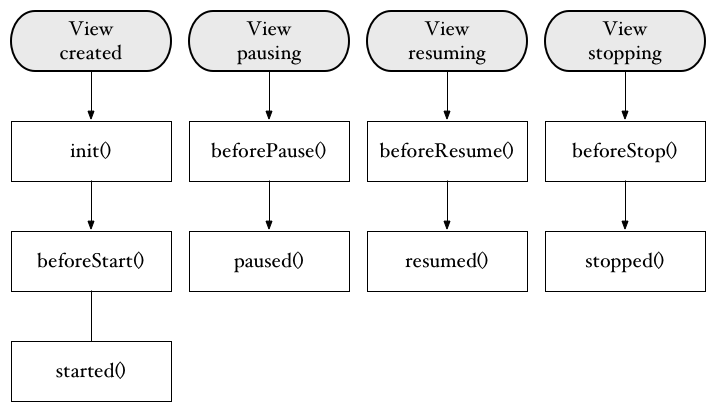 View
created
View
pausing
View
resuming
View
stopping
init()
beforePause()
beforeResume()
beforeStop()
beforeStart()
paused()
resumed()
stopped()
started()